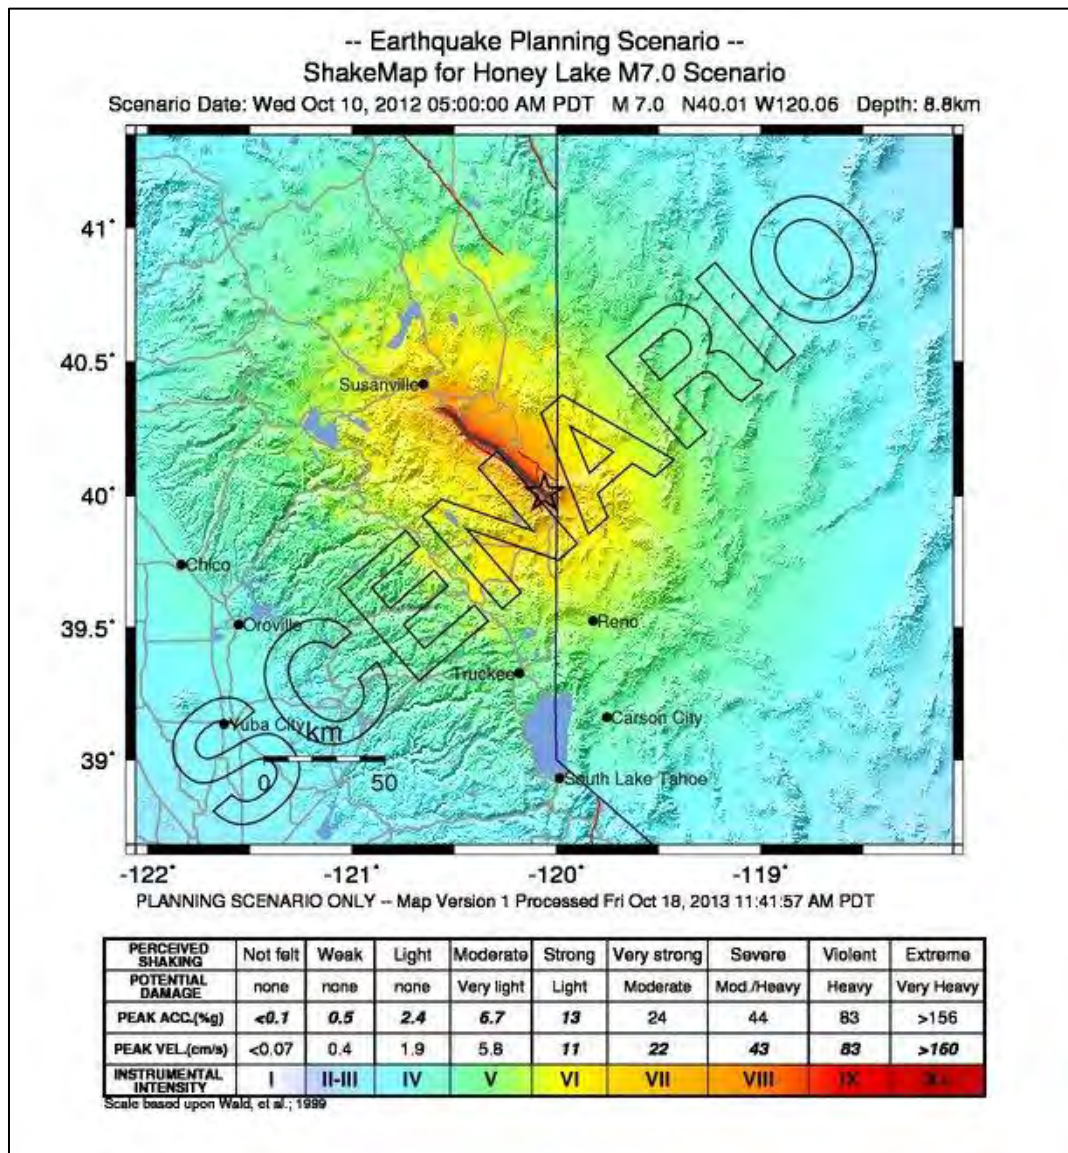 -- Earthquake Planning Scenario --
ShakeMap for Honey Lake M7.0 Scenario
Scenario Date: Wed Oct 10, 2012 05:00:00 AM PDT M 7.0 N40.01 W120.06 Depth: 8.8km
41°
40.5°
Susanville
40°
Chico
39.5°
Oroville
Reno
Truckee
Yuba City
Carson City
km
39°
0 50
South Lake Tahoe
SCENARIO
-122° -121° -120° -119°
PLANNING SCENARIO ONLY -- Map Version 1 Processed Fri Oct 18, 2013 11:41:57 AM PDT
PERCEIVED SHAKING Not felt Weak Light Moderate Strong Very strong Severe Violent Extreme
POTENTIAL DAMAGE none none none Very light Light Moderate Mod./Heavy Heavy Very Heavy
PEAK ACC.(%g) <0.1 0.5 2.4 6.7 13 24 44 83 >156
PEAK VEL.(cm/s) <0.07 0.4 1.9 5.8 11 22 43 83 >160
INSTRUMENTAL INTENSITY I II-III IV V VI VII VIII IX X+
Scale based upon Wald, et al.; 1999